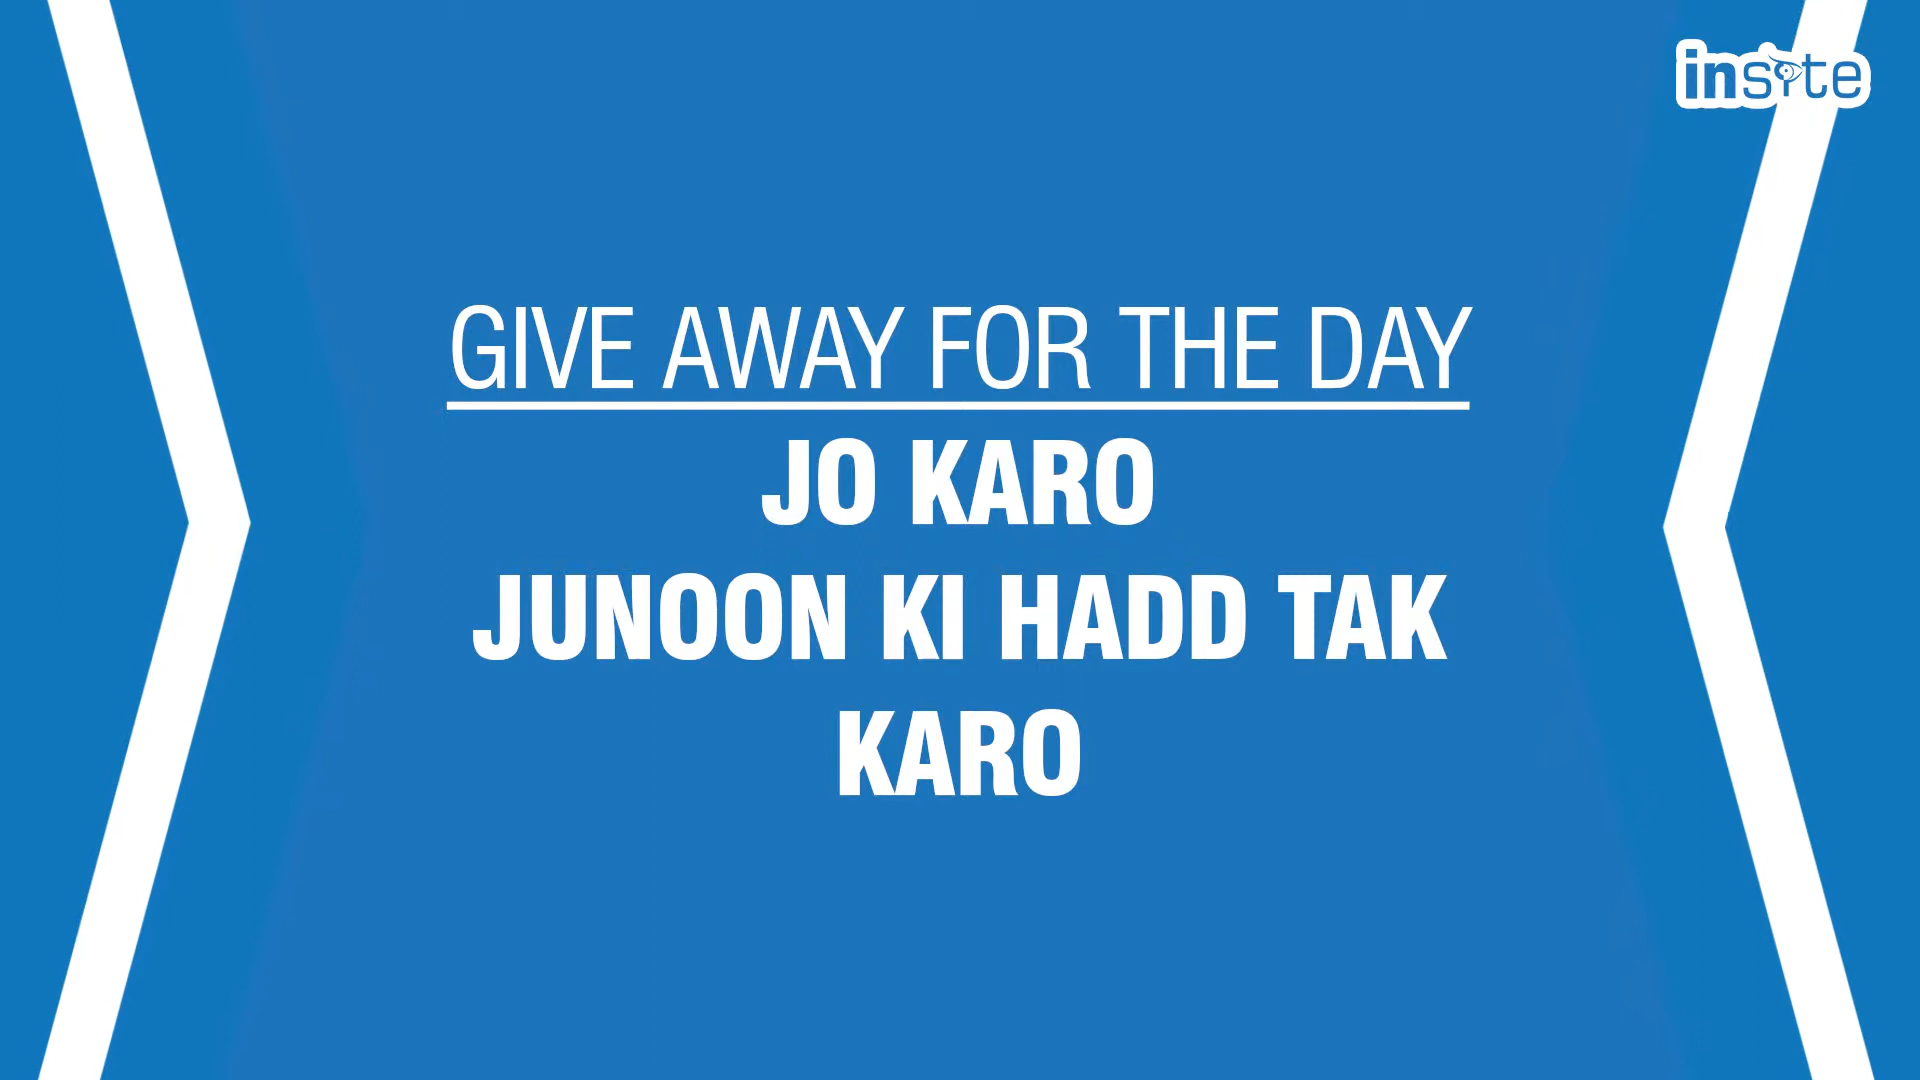 insite
GIVE AWAY FOR THE DAY
JO KARO
JUNOON KI HADD TAK
KARO